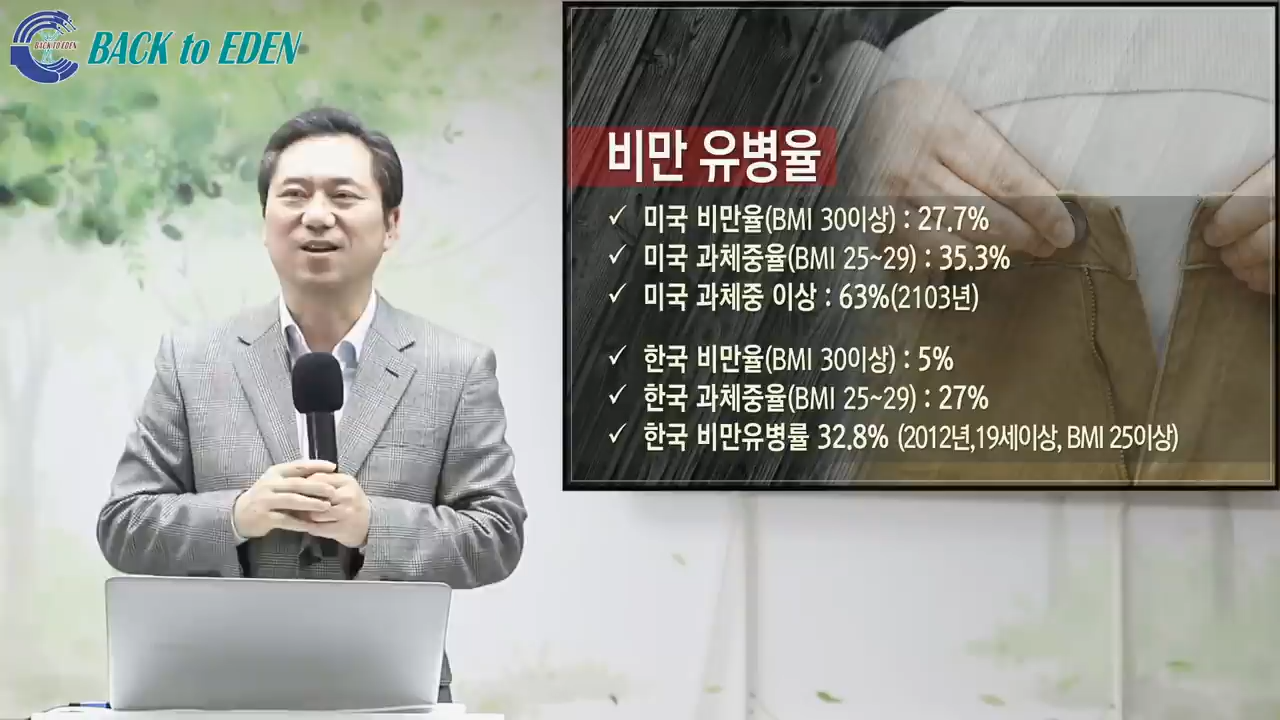 BACK TO EDEN
BACK to EDEN
비만 유병율
✓ 미국 비만율(BMI 30이상) : 27.7%
✓ 미국 과체중율(BMI 25~29) : 35.3%
✓ 미국 과체중 이상 : 63%(2103년)
✓ 한국 비만율(BMI 30이상) : 5%
✓ 한국 과체중율(BMI 25~29) : 27%
✓ 한국 비만유병률 32.8% (2012년,19세이상, BMI 25이상)